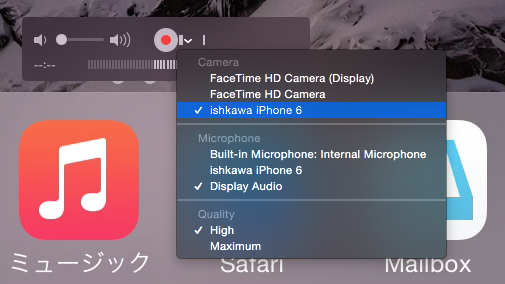 --:--
Camera
FaceTime HD Camera (Display)
FaceTime HD Camera
✓ ishkawa iPhone 6
Microphone
Built-in Microphone: Internal Microphone
ishkawa iPhone 6
✓ Display Audio
Quality
✓ High
Maximum
ミュージック
Safari
Mailbox